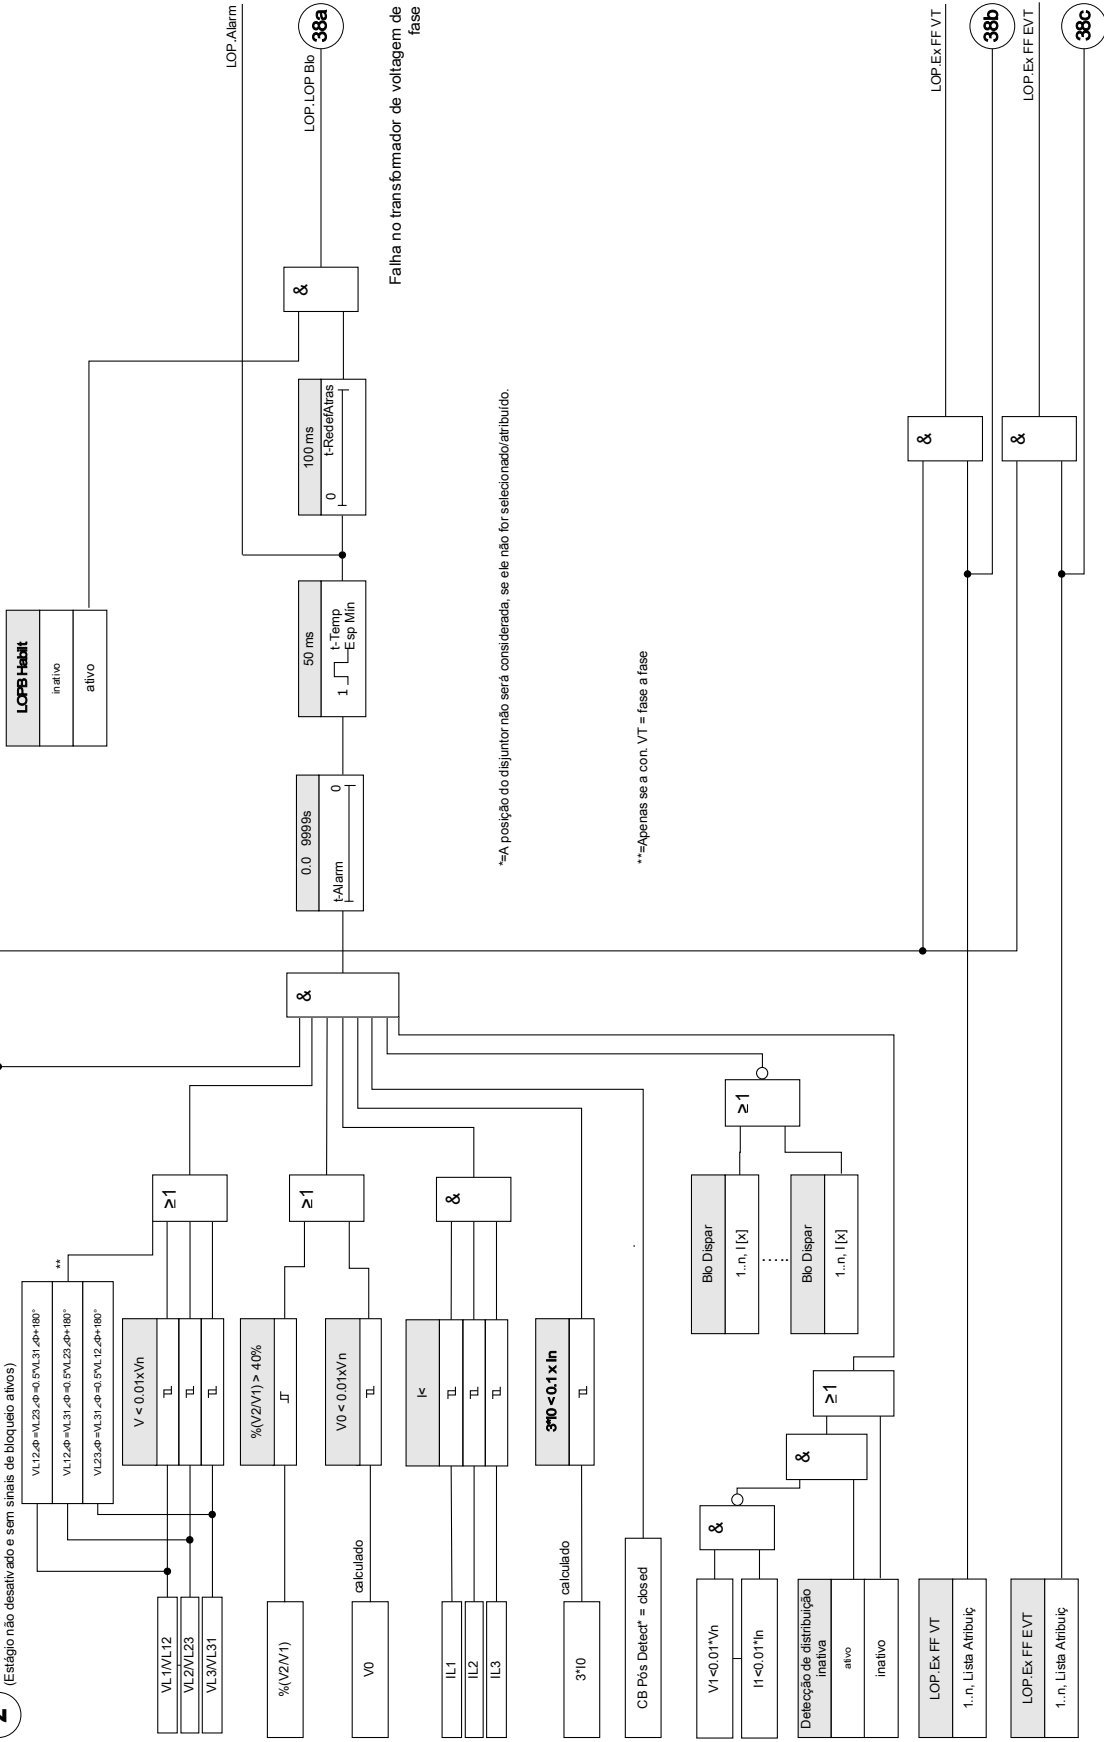 2
(Estágio não desativado e sem sinais de bloqueio ativos)
VL12∠Φ=VL23∠Φ=0.5*VL31∠Φ+180°
VL12∠Φ=VL31∠Φ=0.5*VL23∠Φ+180°
VL23∠Φ=VL31∠Φ=0.5*VL12∠Φ+180°
**
VL1/VL12
VL2/VL23
VL3/VL31
V < 0.01xVn
≥1
%(V2/V1)
%(V2/V1) > 40%
≥1
V0
calculado
V0 < 0.01xVn
IL1
IL2
IL3
I<
&
3*I0
calculado
3*I0 < 0.1 x In
CB Pós Detect* = closed
Blo Dispar
1..n, I [x]
.....
Blo Dispar
1..n, I [x]
≥1
V1<0.01*Vn
I1<0.01*In
&
Detecção de distribuição
inativa
ativo
inativo
&
≥1
&
LOPB Habilt
inativo
ativo
0.0 9999s
t-Alarm
0
50 ms
1
t-Temp
Esp Mín
100 ms
0
t-RedefAtras
&
LOP.Alarm
LOP.LOP Blo
38a
Falha no transformador de voltagem de
fase
*=A posição do disjuntor não será considerada, se ele não for selecionado/atribuído.
**=Apenas se a con. VT = fase a fase
LOP.Ex FF VT
1..n, Lista Atribuiç
&
LOP.Ex FF VT
38b
LOP.Ex FF EVT
1..n, Lista Atribuiç
&
LOP.Ex FF EVT
38c